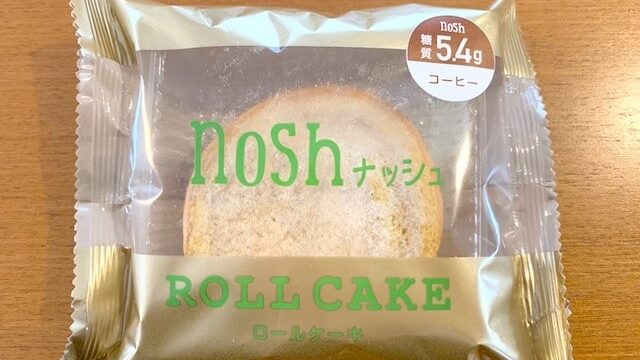 nosh
糖質 5.4g
コーヒー
nosh ナッシュ
ROLL CAKE
ロールケーキ